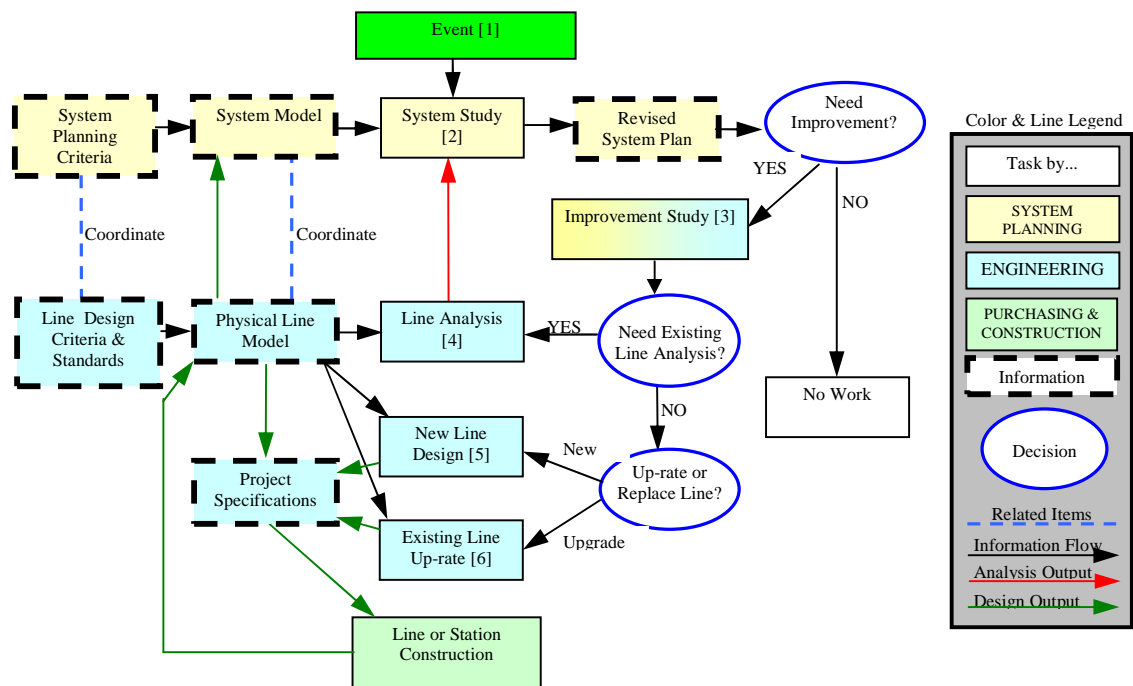 Event [1]
System
Planning
Criteria
System Model
System Study
[2]
Revised
System Plan
Need
Improvement?
YES
NO
Coordinate
Coordinate
Improvement Study [3]
Line Design
Criteria &
Standards
Physical Line
Model
Line Analysis
[4]
YES
Need Existing
Line Analysis?
NO
No Work
New Line
Design [5]
New
Up-rate or
Replace Line?
Project
Specifications
Existing Line
Up-rate [6]
Upgrade
Line or Station
Construction
Color & Line Legend
Task by...
SYSTEM
PLANNING
ENGINEERING
PURCHASING &
CONSTRUCTION
Information
Decision
Related Items
Information Flow
Analysis Output
Design Output